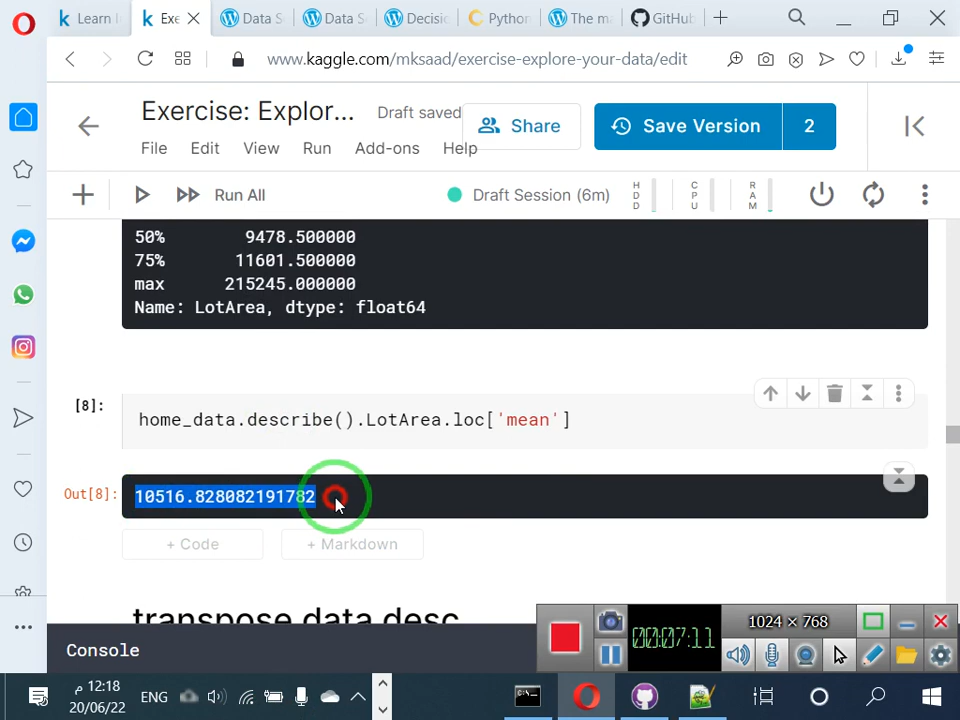 Learn I
Exe
Data S
Data S
Decisio
Python
The ma
GitHub
www.kaggle.com/mksaad/exercise-explore-your-data/edit
Exercise: Explor...
Draft saved
Share
Save Version
2
File
Edit
View
Run
Add-ons
Help
Run All
Draft Session (6m)
HDD
CPU
RAM
50% 9478.500000
75% 11601.500000
max 215245.000000
Name: LotArea, dtype: float64
[8]:
home_data.describe().LotArea.loc['mean']
Out[8]:
10516.828082191782
+ Code
+ Markdown
transpose data desc
Console
00:07:11
1024 × 768
ENG
12:18 م
20/06/22